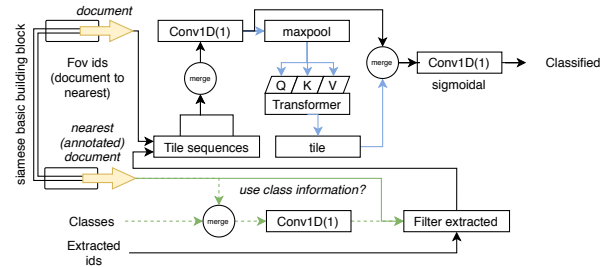 siamese basic building block
document
Fov ids
(document to
nearest)
nearest
(annotated)
document
Conv1D(1)
merge
Tile sequences
maxpool
Q K V
Transformer
tile
merge
Conv1D(1)
sigmoidal
Classified
use class information?
Classes
merge
Conv1D(1)
Filter extracted
Extracted
ids